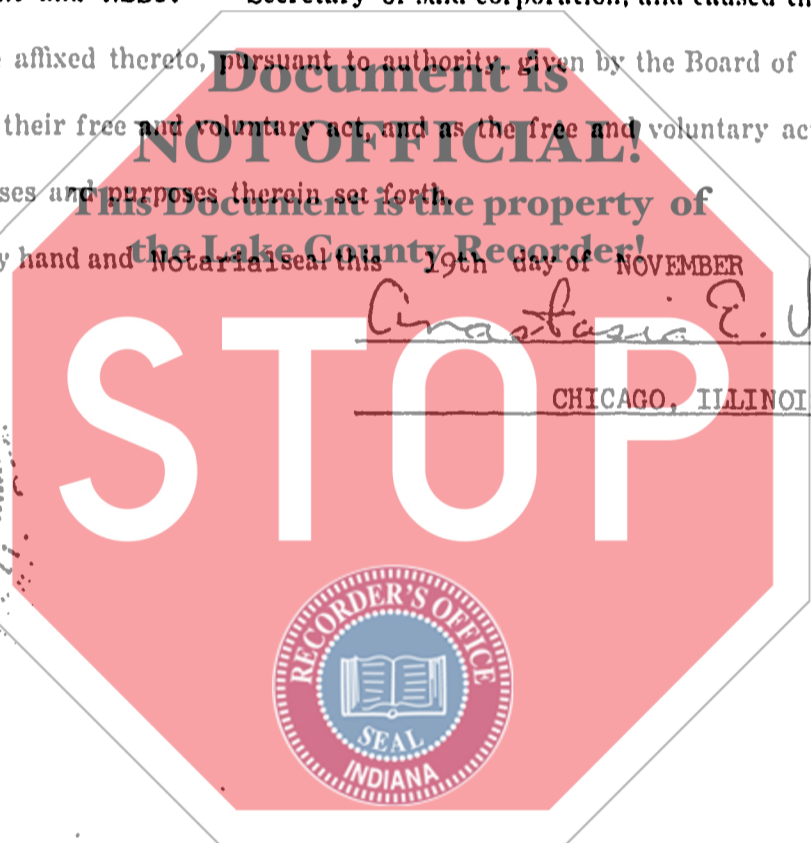 Secretary of said corporation, and caused th
affixed thereto, pursuant to authority, given by the Board of
Document is
their free and voluntary act, and as the free and voluntary ac
NOT OFFICIAL!
ses and purposes therein set forth.
This Document is the property of
the Lake County Recorder!
y hand and Notarial seal this 19th day of NOVEMBER
Anastasia E.
STOP
CHICAGO, ILLINOI
RECORDER'S OFFICE
SEAL
INDIANA